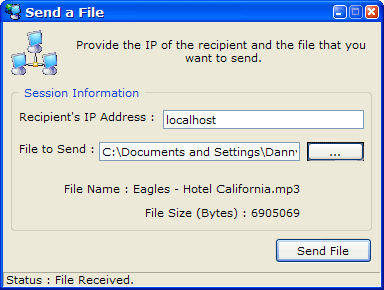 Send a File
Provide the IP of the recipient and the file that you
want to send.
Session Information
Recipient's IP Address : localhost
File to Send : C:\Documents and Settings\Dann ...
File Name : Eagles - Hotel California.mp3
File Size (Bytes) : 6905069
Send File
Status : File Received.